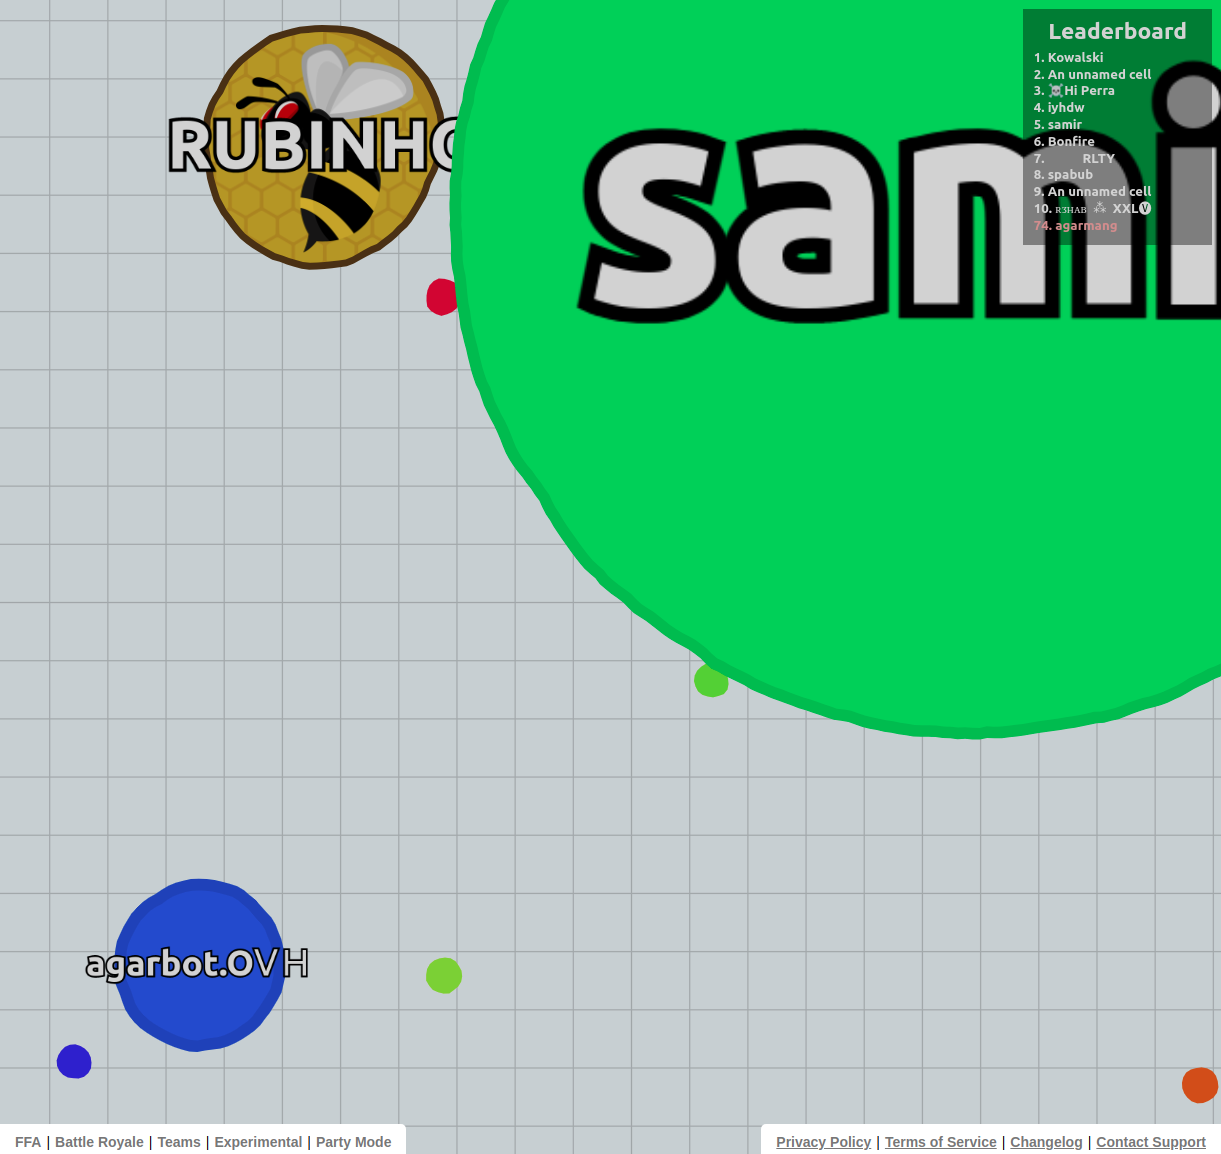 Leaderboard
1. Kowalski
2. An unnamed cell
3. ☠️Hi Perra
4. iyhdw
5. samir
6. Bonfire
7. RLTY
8. spabub
9. An unnamed cell
10. ʀᴈʜᴀʙ ⁂ XXL🅥
74. agarmang
RUBINHO
sami
agarbot.OVH
FFA | Battle Royale | Teams | Experimental | Party Mode
Privacy Policy | Terms of Service | Changelog | Contact Support